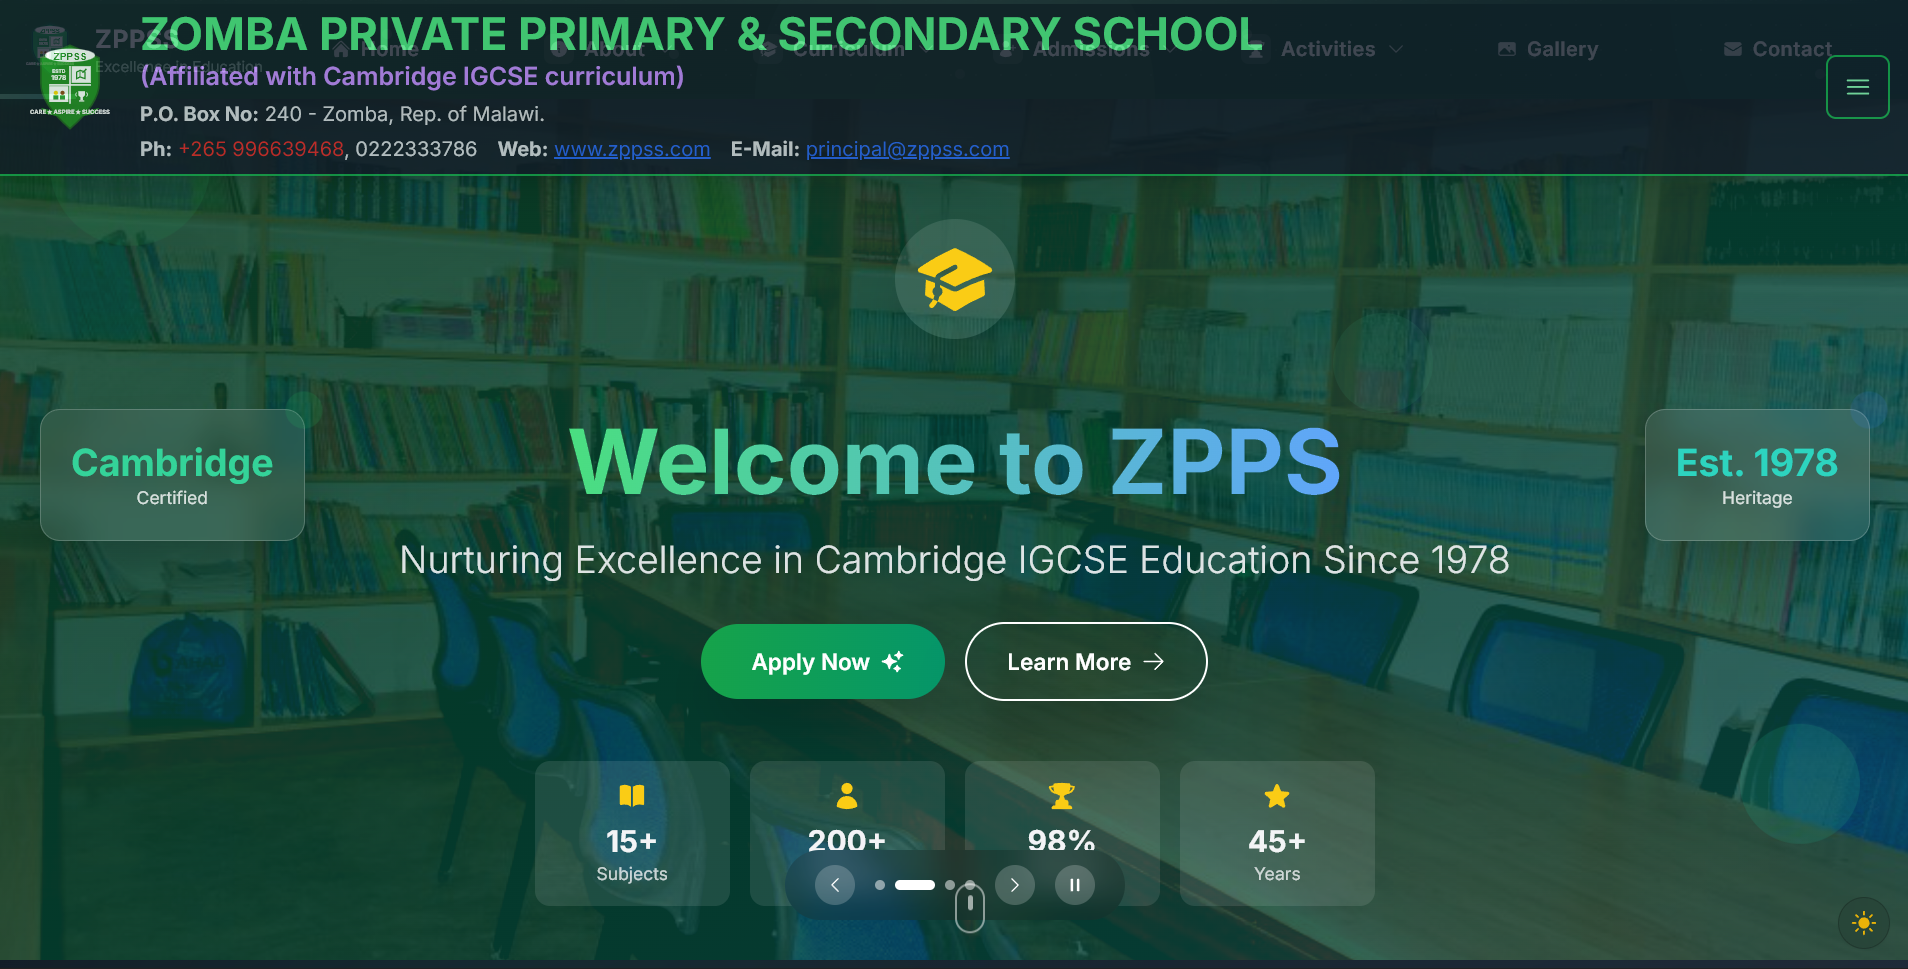 ZOMBA PRIVATE PRIMARY & SECONDARY SCHOOL
ZPPSS
Home
About
Curriculum
Admissions
Activities
Gallery
Contact
Excellence in Education
(Affiliated with Cambridge IGCSE curriculum)
ZPPSS
ESTD
1978
CARE ★ ASPIRE ★ SUCCESS
P.O. Box No: 240 - Zomba, Rep. of Malawi.
Ph: +265 996639468, 0222333786 Web: www.zppss.com E-Mail: principal@zppss.com
Cambridge
Certified
Welcome to ZPPS
Est. 1978
Heritage
Nurturing Excellence in Cambridge IGCSE Education Since 1978
Apply Now
Learn More
15+
Subjects
200+
98%
45+
Years